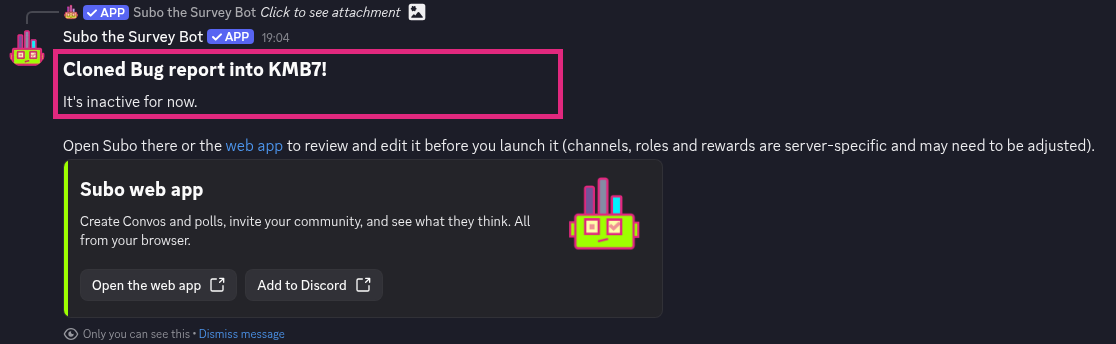 APP Subo the Survey Bot Click to see attachment
Subo the Survey Bot APP 19:04
Cloned Bug report into KMB7!
It's inactive for now.
Open Subo there or the web app to review and edit it before you launch it (channels, roles and rewards are server-specific and may need to be adjusted).
Subo web app
Create Convos and polls, invite your community, and see what they think. All
from your browser.
Open the web app
Add to Discord
Only you can see this • Dismiss message